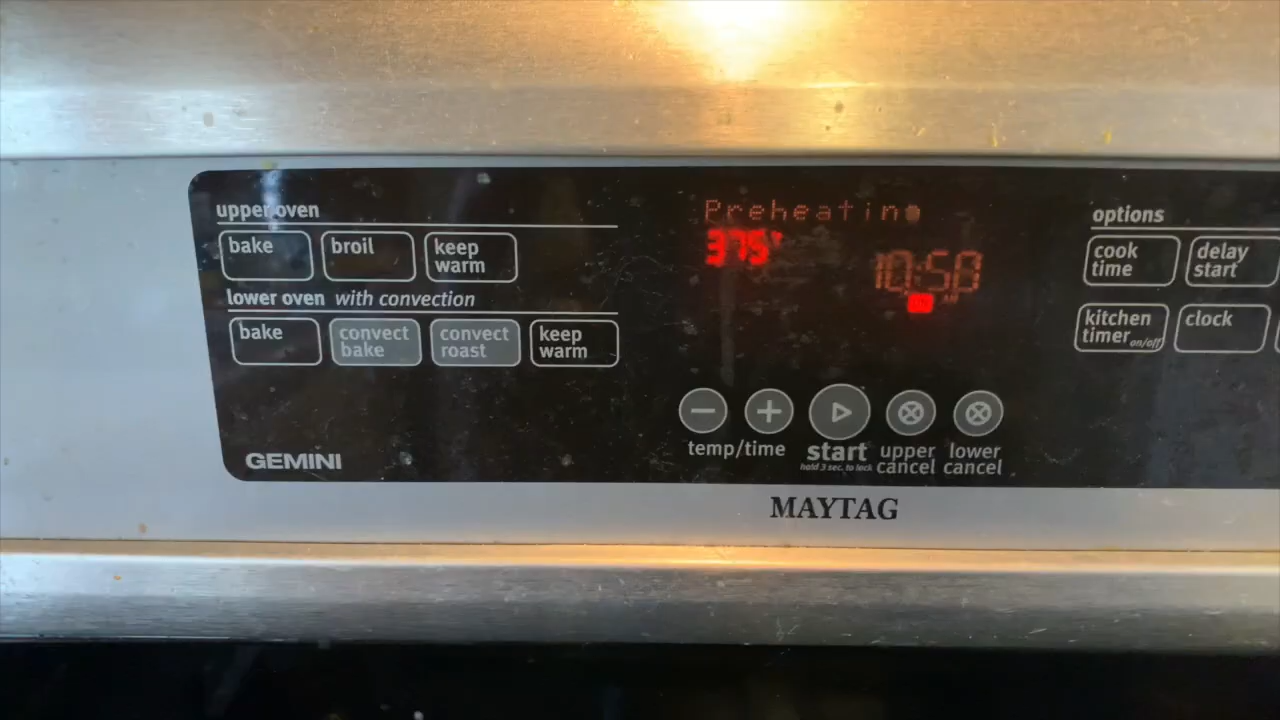 upper oven
bake
broil
keep
warm
lower oven with convection
bake
convect
bake
convect
roast
keep
warm
GEMINI
Preheating
375°
10:58
ON
temp/time
start
hold 3 sec. to lock
upper
cancel
lower
cancel
options
cook
time
delay
start
kitchen
timer on/off
clock
MAYTAG